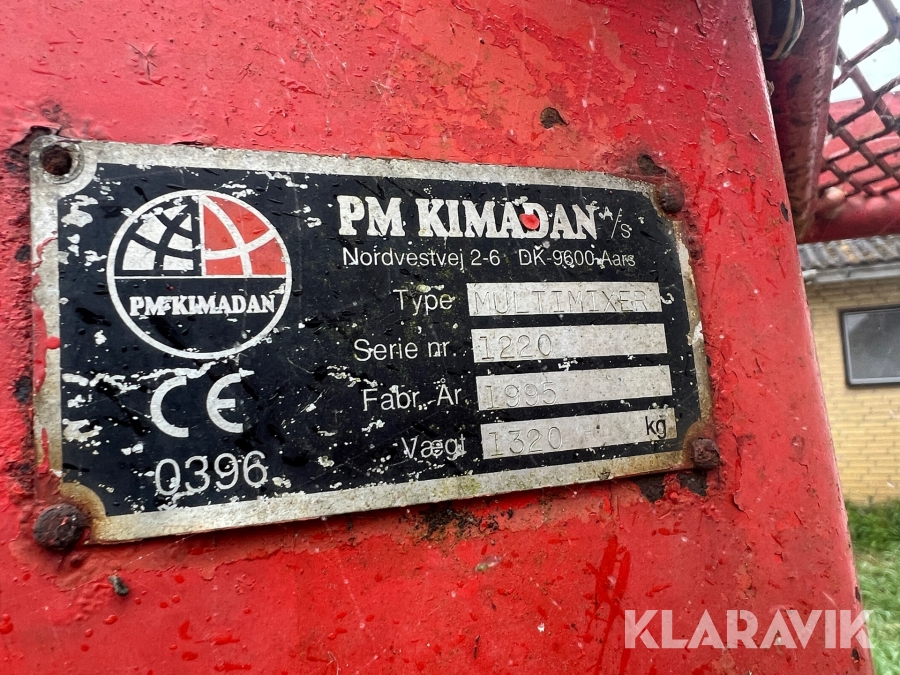 PM KIMADAN A/S
Nordvestvej 2-6 DK-9600 Aars
PM KIMADAN
Type MULTIMIXER
Serie nr. 1220
Fabr. År 1995
Vægt 1320 kg
CE
0396
KLARAVIK